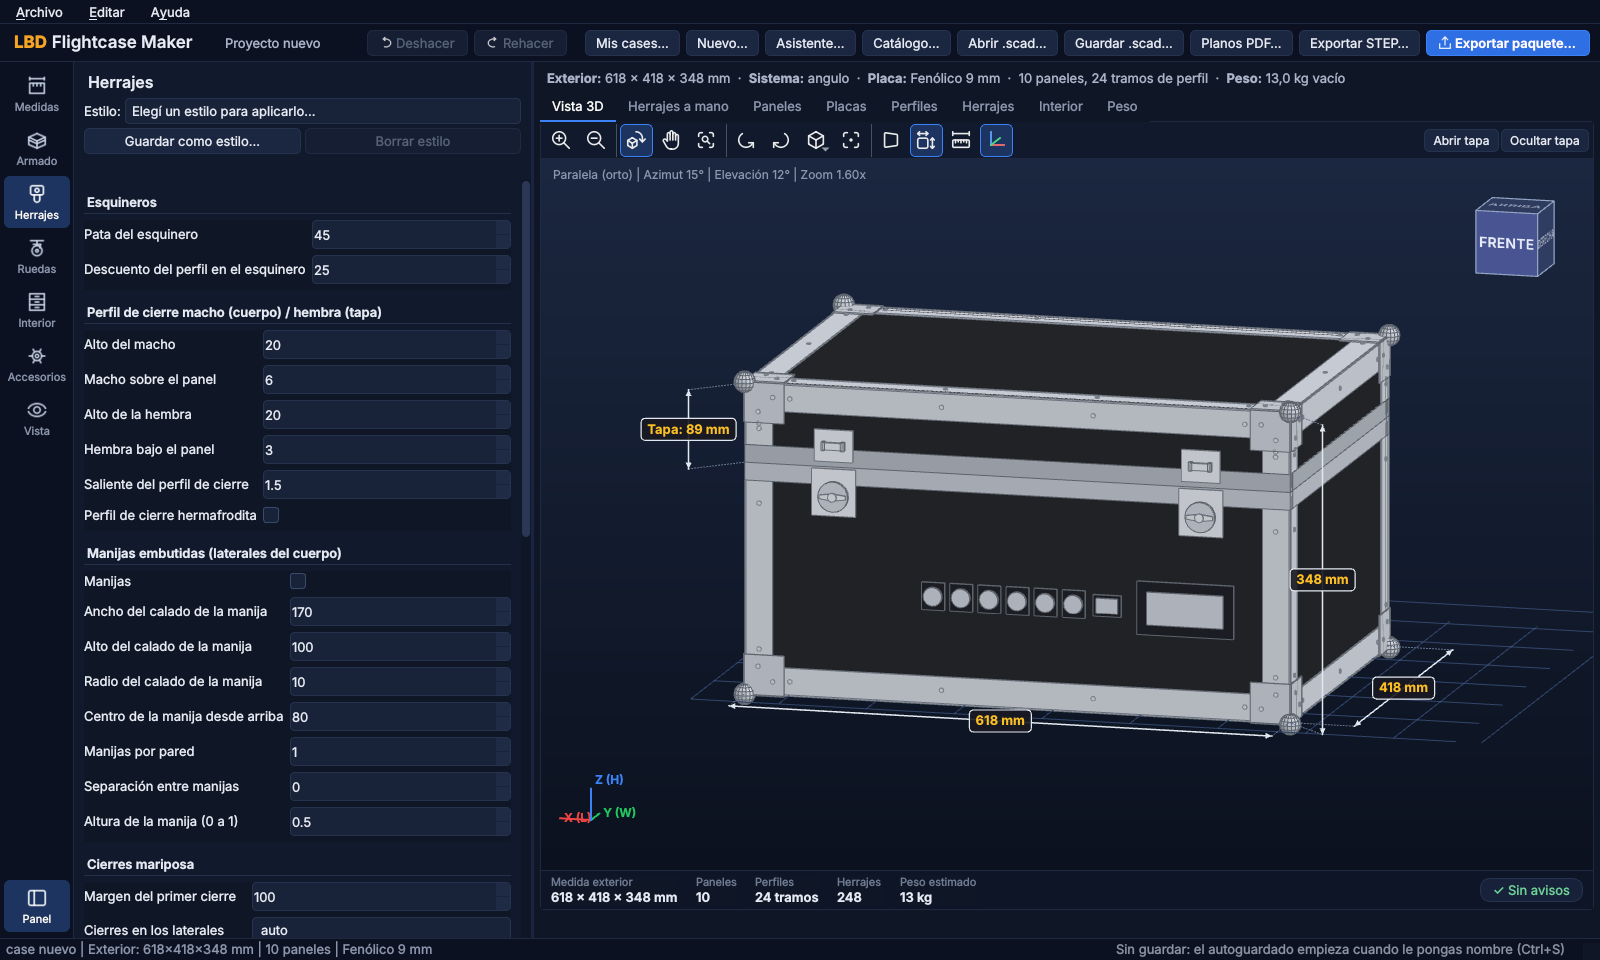 Archivo Editar Ayuda
LBD Flightcase Maker Proyecto nuevo Deshacer Rehacer Mis cases... Nuevo... Asistente... Catálogo... Abrir .scad... Guardar .scad... Planos PDF... Exportar STEP... Exportar paquete...
Medidas
Armado
Herrajes
Ruedas
Interior
Accesorios
Vista
Panel
Herrajes
Estilo: Elegí un estilo para aplicarlo...
Guardar como estilo... Borrar estilo
Esquineros
Pata del esquinero 45
Descuento del perfil en el esquinero 25
Perfil de cierre macho (cuerpo) / hembra (tapa)
Alto del macho 20
Macho sobre el panel 6
Alto de la hembra 20
Hembra bajo el panel 3
Saliente del perfil de cierre 1.5
Perfil de cierre hermafrodita
Manijas embutidas (laterales del cuerpo)
Manijas
Ancho del calado de la manija 170
Alto del calado de la manija 100
Radio del calado de la manija 10
Centro de la manija desde arriba 80
Manijas por pared 1
Separación entre manijas 0
Altura de la manija (0 a 1) 0.5
Cierres mariposa
Margen del primer cierre 100
Cierres en los laterales auto
Exterior: 618 × 418 × 348 mm · Sistema: angulo · Placa: Fenólico 9 mm · 10 paneles, 24 tramos de perfil · Peso: 13,0 kg vacío
Vista 3D Herrajes a mano Paneles Placas Perfiles Herrajes Interior Peso
Abrir tapa Ocultar tapa
Paralela (orto) | Azimut 15° | Elevación 12° | Zoom 1.60x
ARRIBA
FRENTE
Tapa: 89 mm
348 mm
418 mm
618 mm
Z (H)
X (L) Y (W)
Medida exterior Paneles Perfiles Herrajes Peso estimado
618 × 418 × 348 mm 10 24 tramos 248 13 kg
✓ Sin avisos
case nuevo | Exterior: 618×418×348 mm | 10 paneles | Fenólico 9 mm
Sin guardar: el autoguardado empieza cuando le pongas nombre (Ctrl+S)